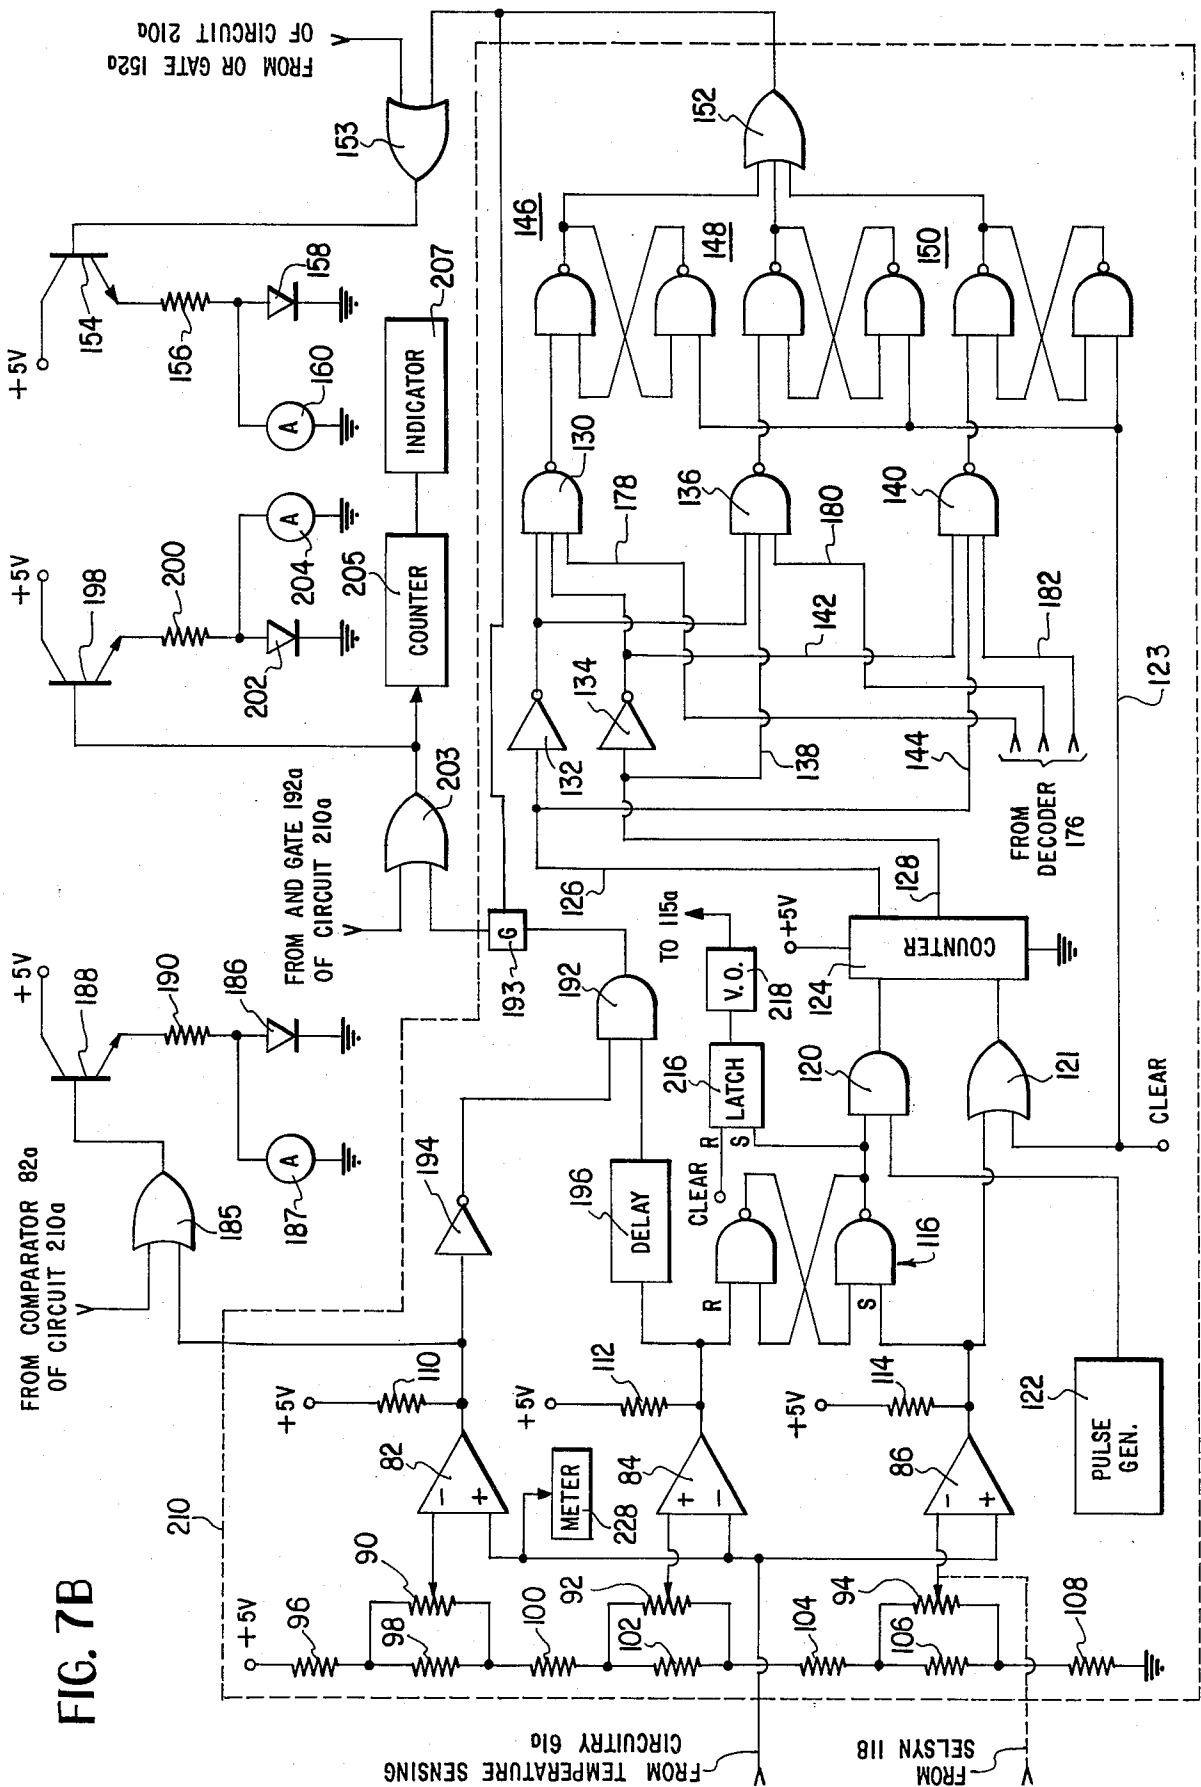 FIG. 7B
210
FROM COMPARATOR 82a
OF CIRCUIT 210a
185
+5V
188
190
186
A
187
FROM AND GATE 192a
OF CIRCUIT 210a
203
+5V
198
200
202
A
204
COUNTER
205
INDICATOR
207
+5V
154
156
158
A
160
153
FROM OR GATE 152a
OF CIRCUIT 210a
+5V
96
98
90
100
102
92
104
106
94
108
82
-
+
+5V
110
METER
228
84
+
-
+5V
112
86
-
+
+5V
114
194
DELAY
196
192
G
193
R
S
116
CLEAR
R
S
LATCH
216
V.O.
218
TO 115a
120
121
PULSE
GEN.
122
CLEAR
+5V
COUNTER
124
126
128
132
134
138
144
142
FROM
DECODER
176
178
180
182
123
130
136
140
146
148
150
152
FROM TEMPERATURE SENSING
CIRCUITRY 61a
FROM
SELSYN 118